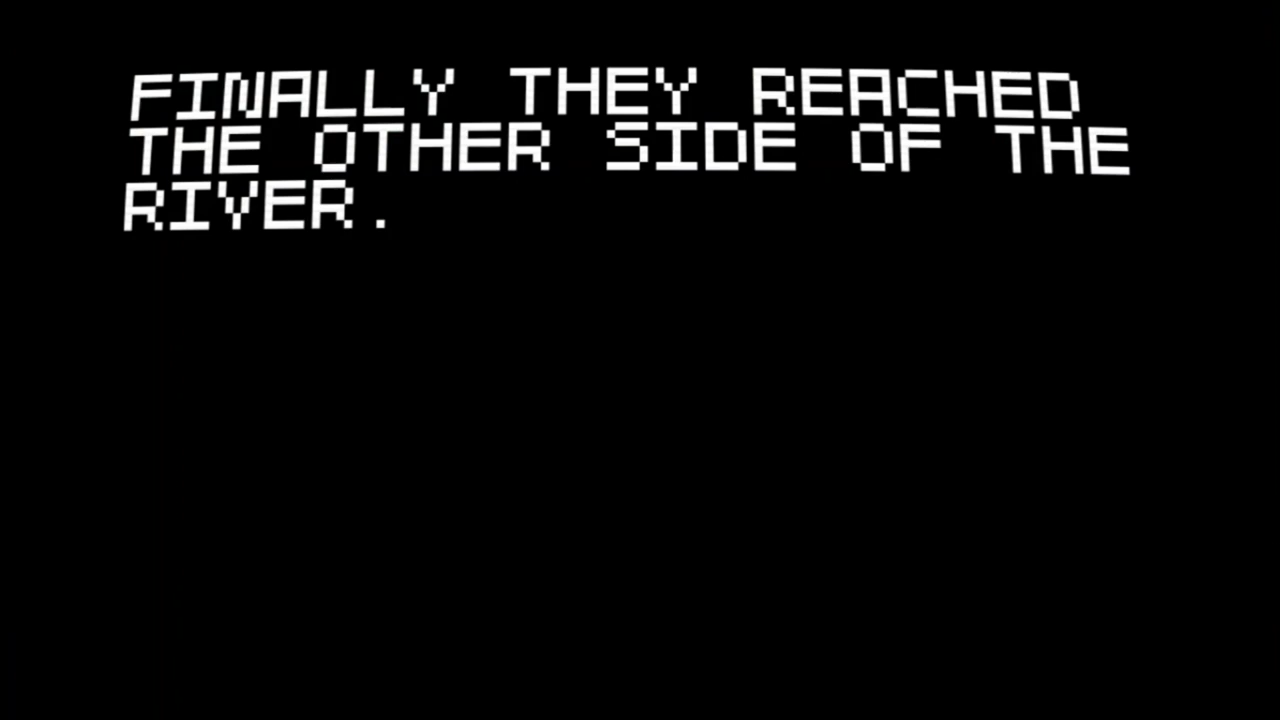 FINALLY THEY REACHED
THE OTHER SIDE OF THE
RIVER.